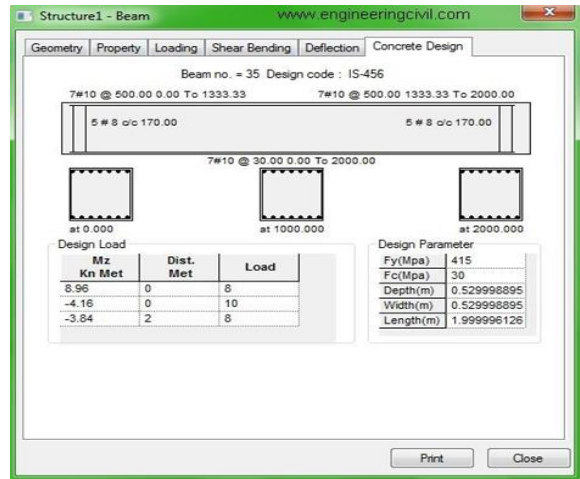 Structure1 - Beam www.engineeringcivil.com
Geometry Property Loading Shear Bending Deflection Concrete Design
Beam no. = 35 Design code : IS-456
7#10 @ 500.00 0.00 To 1333.33 7#10 @ 500.00 1333.33 To 2000.00
5 # 8 c/c 170.00 5 # 8 c/c 170.00
7#10 @ 30.00 0.00 To 2000.00
at 0.000 at 1000.000 at 2000.000
Design Load Design Parameter
Mz Kn Met Dist. Met Load
8.96 0 8
-4.16 0 10
-3.84 2 8
Fy(Mpa) 415
Fc(Mpa) 30
Depth(m) 0.529998895
Width(m) 0.529998895
Length(m) 1.999996126
Print Close